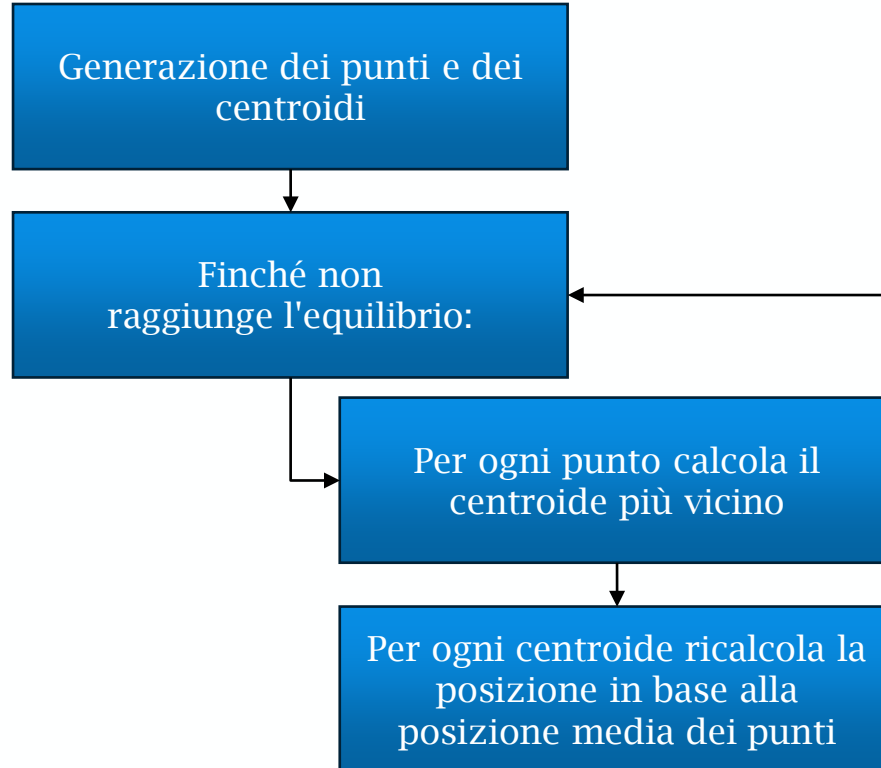 Generazione dei punti e dei
centroidi
Finché non
raggiunge l'equilibrio:
Per ogni punto calcola il
centroide più vicino
Per ogni centroide ricalcola la
posizione in base alla
posizione media dei punti